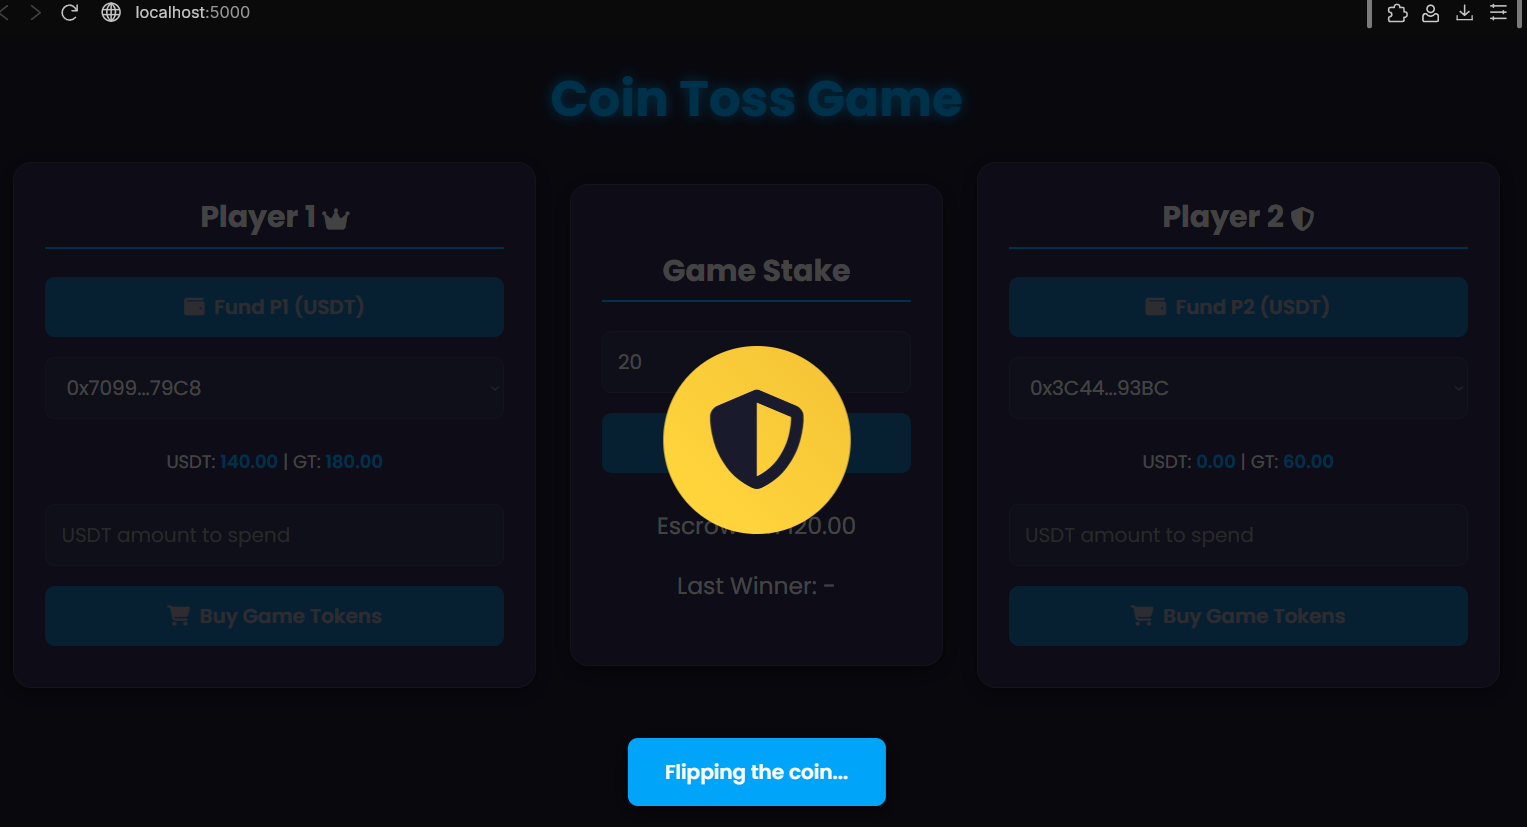 localhost:5000
Coin Toss Game
Player 1
Fund P1 (USDT)
0x7099...79C8
USDT: 140.00 | GT: 180.00
USDT amount to spend
Buy Game Tokens
Game Stake
20
20.00
Last Winner: -
Player 2
Fund P2 (USDT)
0x3C44...93BC
USDT: 0.00 | GT: 60.00
USDT amount to spend
Buy Game Tokens
Flipping the coin...